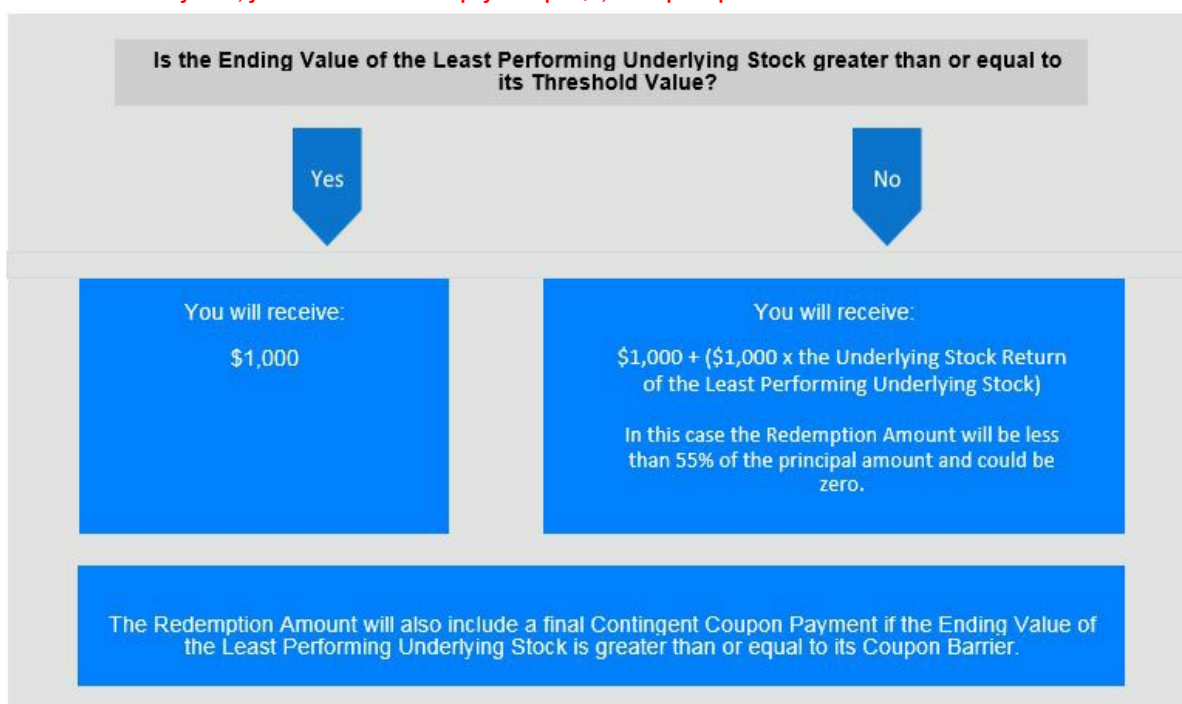 Is the Ending Value of the Least Performing Underlying Stock greater than or equal to
its Threshold Value?
Yes
No
You will receive:
$1,000
You will receive:
$1,000 + ($1,000 x the Underlying Stock Return
of the Least Performing Underlying Stock)
In this case the Redemption Amount will be less
than 55% of the principal amount and could be
zero.
The Redemption Amount will also include a final Contingent Coupon Payment if the Ending Value of
the Least Performing Underlying Stock is greater than or equal to its Coupon Barrier.